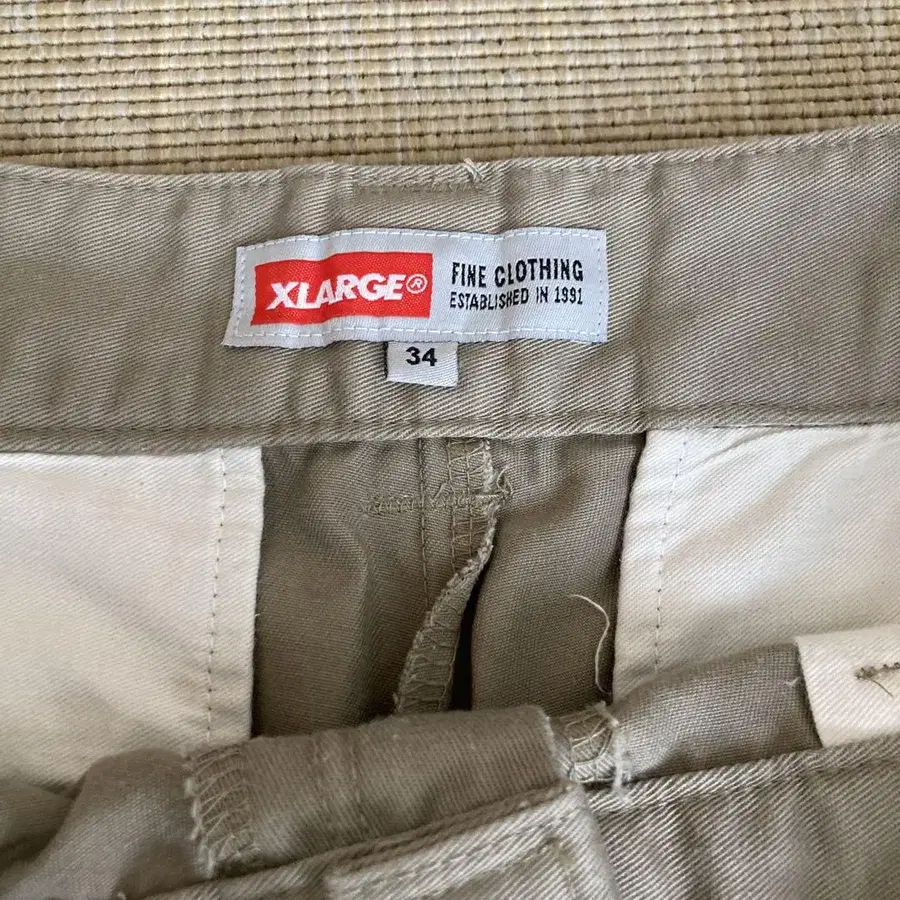 XLARGE®
FINE CLOTHING
ESTABLISHED IN 1991
34